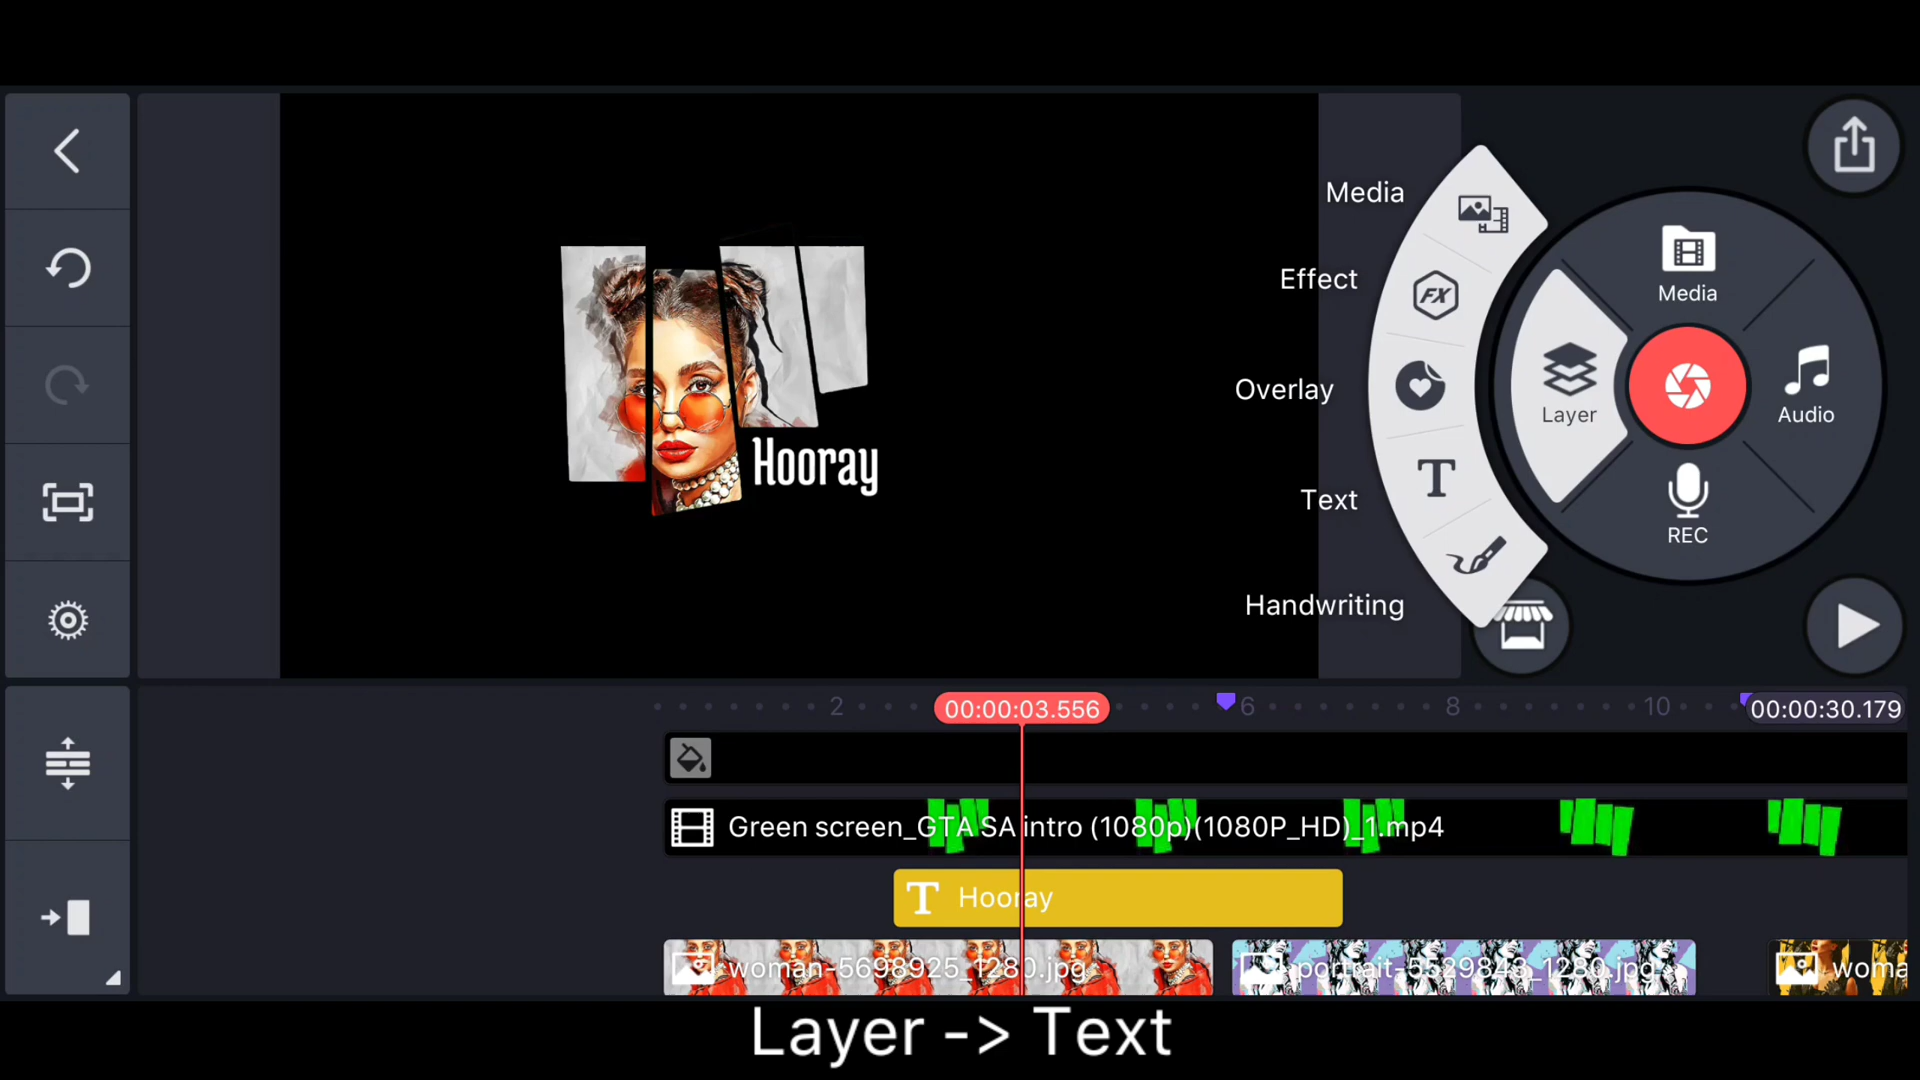 Media
Effect
Overlay
Text
Handwriting
Media
Layer
Audio
REC
Hooray
2
00:00:03.556
6
8
10
00:00:30.179
Green screen_GTA SA intro (1080p)(1080P_HD)_1.mp4
T Hooray
woman-5698925_1280.jpg
portrait-5529843_1280.jpg
woma
Layer -> Text